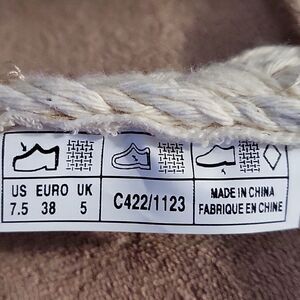 US EURO UK
7.5 38 5
C422/1123
MADE IN CHINA
FABRIQUE EN CHINE